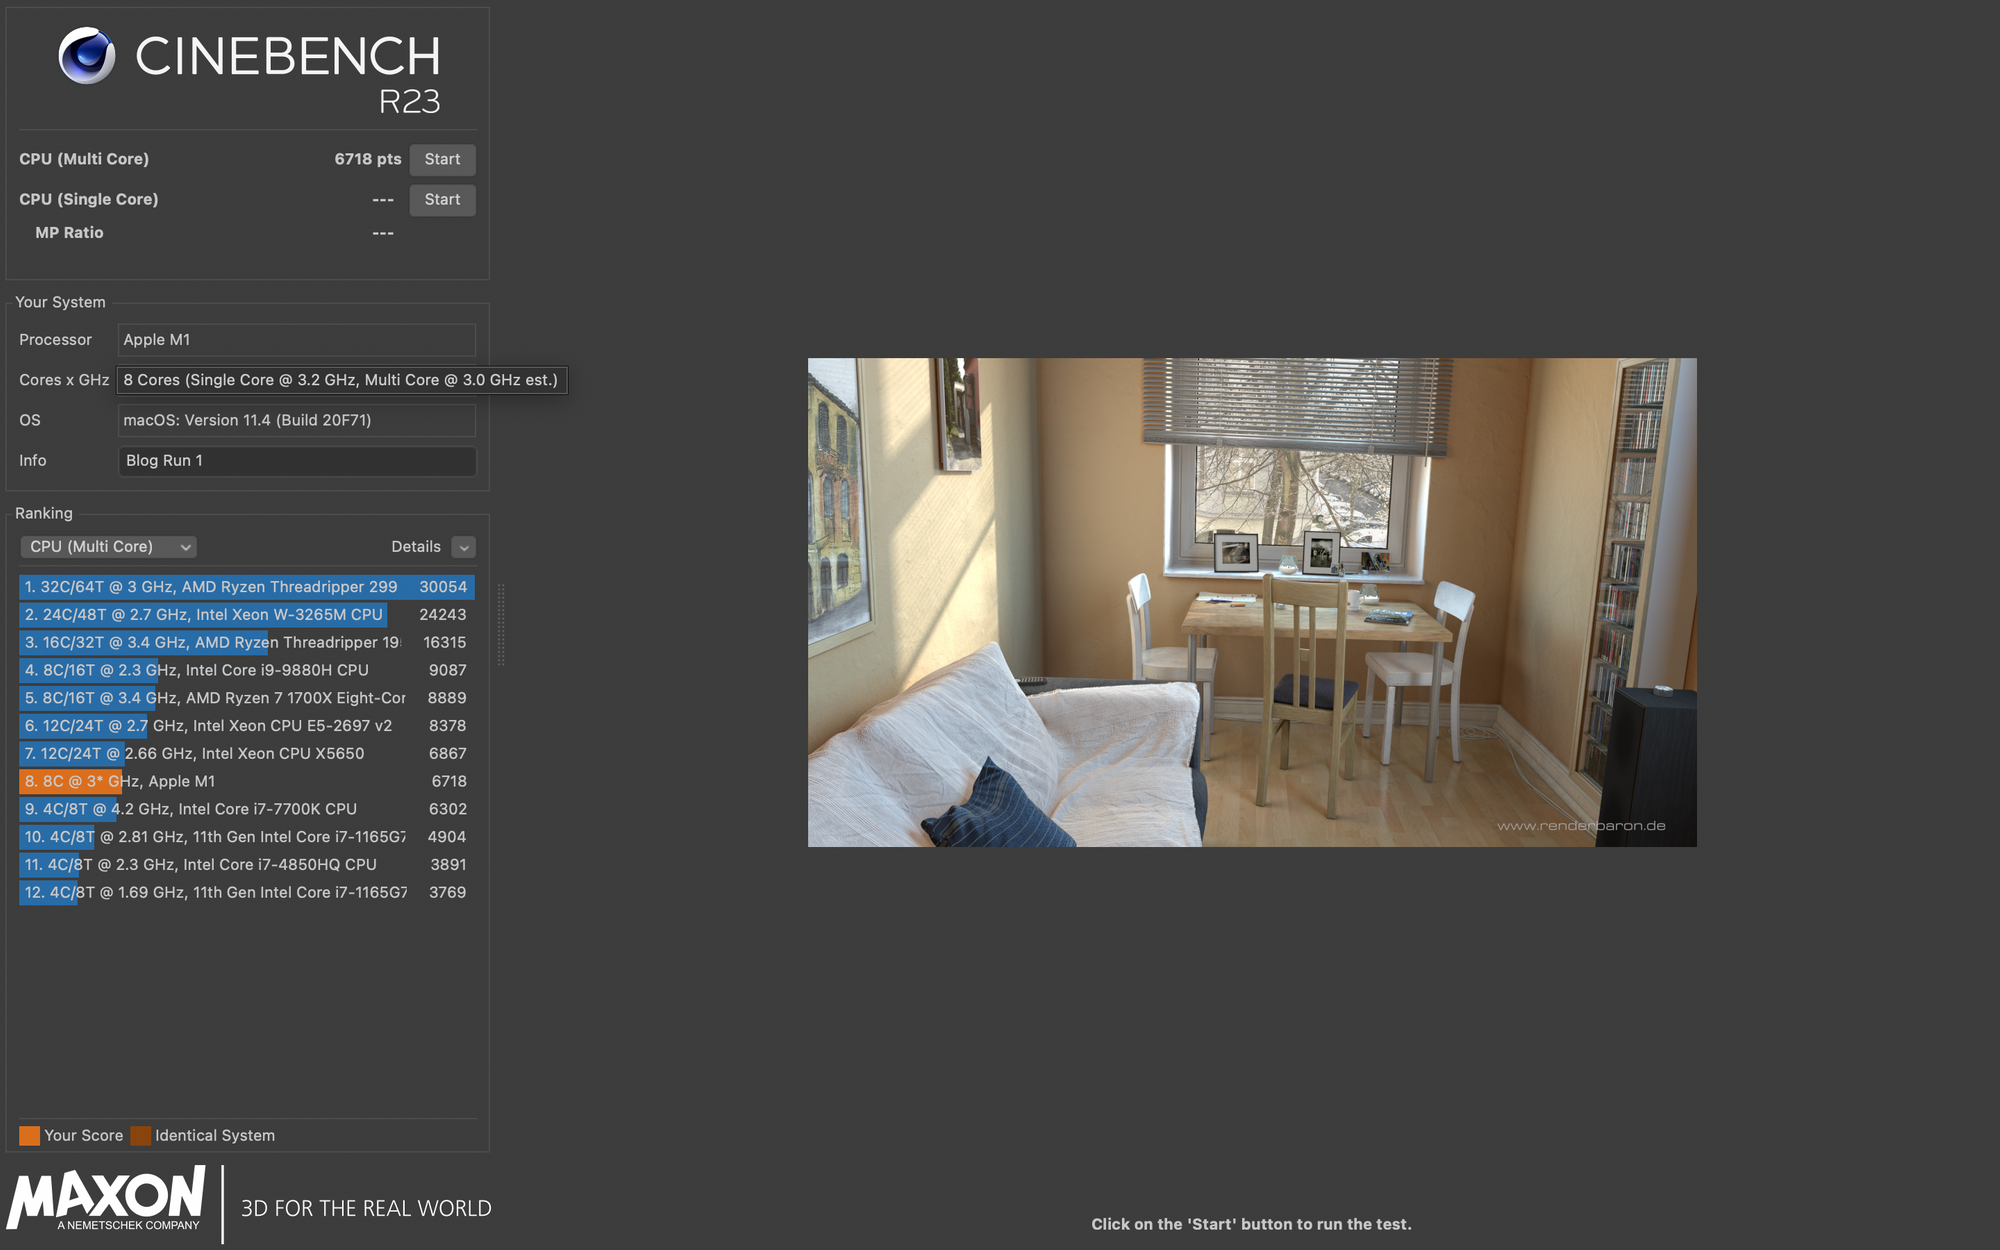 CINEBENCH
R23
CPU (Multi Core) 6718 pts Start
CPU (Single Core) --- Start
MP Ratio ---
Your System
Processor Apple M1
Cores x GHz 8 Cores (Single Core @ 3.2 GHz, Multi Core @ 3.0 GHz est.)
OS macOS: Version 11.4 (Build 20F71)
Info Blog Run 1
Ranking
CPU (Multi Core) Details
1. 32C/64T @ 3 GHz, AMD Ryzen Threadripper 299 30054
2. 24C/48T @ 2.7 GHz, Intel Xeon W-3265M CPU 24243
3. 16C/32T @ 3.4 GHz, AMD Ryzen Threadripper 19 16315
4. 8C/16T @ 2.3 GHz, Intel Core i9-9880H CPU 9087
5. 8C/16T @ 3.4 GHz, AMD Ryzen 7 1700X Eight-Cor 8889
6. 12C/24T @ 2.7 GHz, Intel Xeon CPU E5-2697 v2 8378
7. 12C/24T @ 2.66 GHz, Intel Xeon CPU X5650 6867
8. 8C @ 3* GHz, Apple M1 6718
9. 4C/8T @ 4.2 GHz, Intel Core i7-7700K CPU 6302
10. 4C/8T @ 2.81 GHz, 11th Gen Intel Core i7-1165G7 4904
11. 4C/8T @ 2.3 GHz, Intel Core i7-4850HQ CPU 3891
12. 4C/8T @ 1.69 GHz, 11th Gen Intel Core i7-1165G7 3769
Your Score Identical System
MAXON
A NEMETSCHEK COMPANY
3D FOR THE REAL WORLD
www.renderbaron.de
Click on the 'Start' button to run the test.